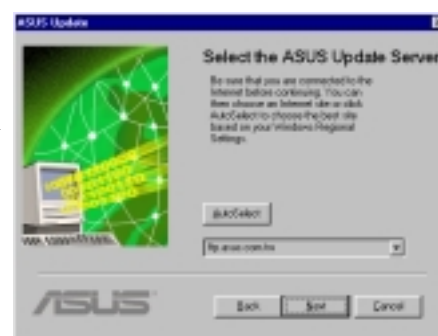 ASUS Update
Select the ASUS Update Server
Be sure that you are connected to the
Internet before continuing. You can
then choose an Internet site or click
AutoSelect to choose the best site
based on your Windows Regional
Settings.
AutoSelect
ftp.asus.com.tw
ASUS
Back
Next
Cancel